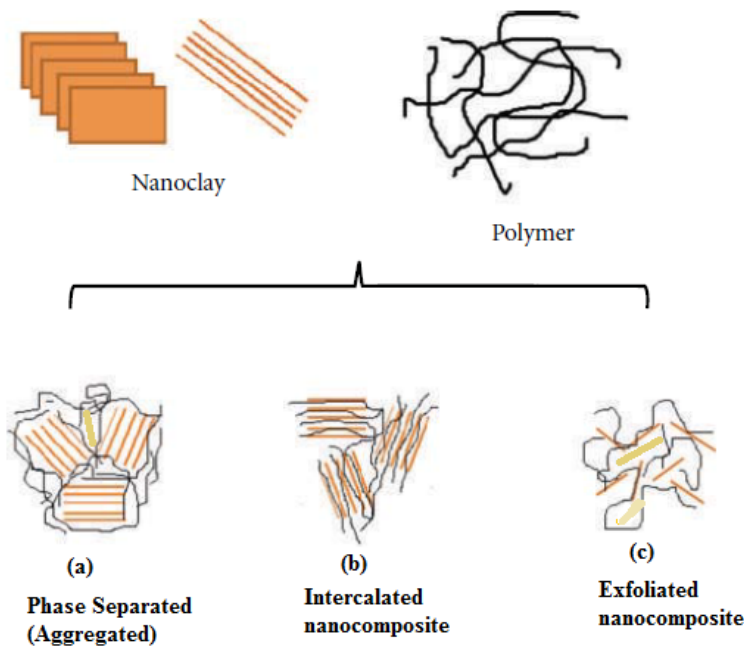 Nanoclay
Polymer
(a)
Phase Separated
(Aggregated)
(b)
Intercalated
nanocomposite
(c)
Exfoliated
nanocomposite